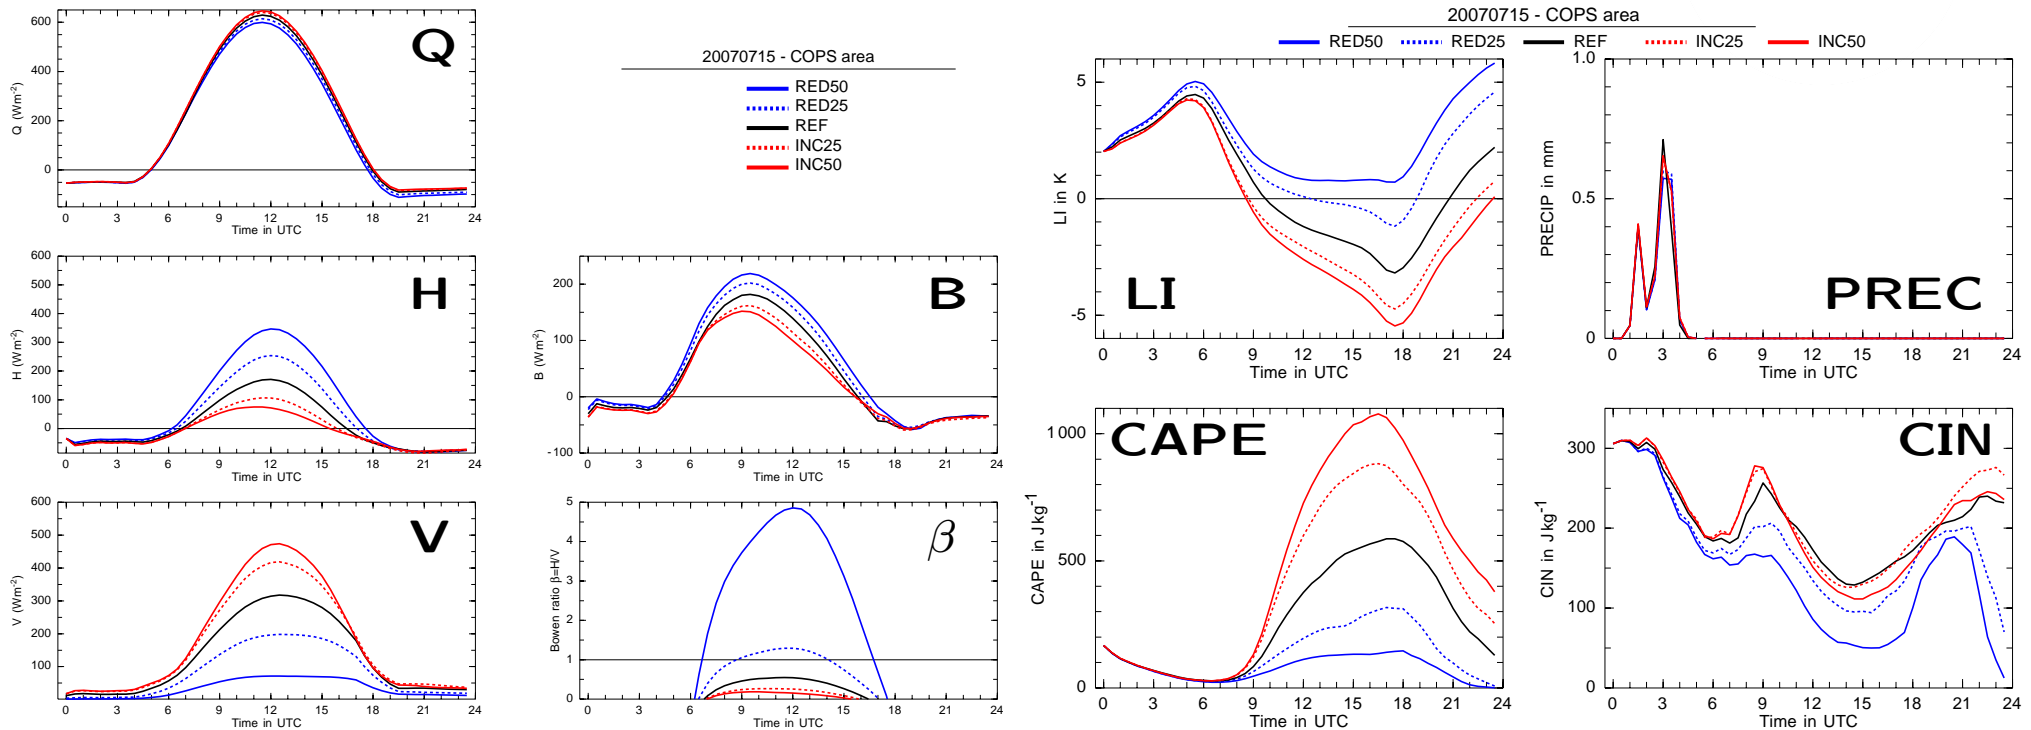 20070715 - COPS area
RED50
RED25
REF
INC25
INC50
Q
Q (Wm-2)
600
400
200
0
0 3 6 9 12 15 18 21 24
Time in UTC
H
H (Wm-2)
600
500
400
300
200
100
0
0 3 6 9 12 15 18 21 24
Time in UTC
V
V (Wm-2)
600
500
400
300
200
100
0 3 6 9 12 15 18 21 24
Time in UTC
B
B (Wm-2)
200
100
0
-100
0 3 6 9 12 15 18 21 24
Time in UTC
β
Bowen ratio β=H/V
5
4
3
2
1
0
0 3 6 9 12 15 18 21 24
Time in UTC
20070715 - COPS area
RED50 RED25 REF INC25 INC50
LI
LI in K
5
0
-5
0 3 6 9 12 15 18 21 24
Time in UTC
PREC
PRECIP in mm
1.0
0.5
0
0 3 6 9 12 15 18 21 24
Time in UTC
CAPE
CAPE in Jkg-1
1000
500
0
0 3 6 9 12 15 18 21 24
Time in UTC
CIN
CIN in Jkg-1
300
200
100
0
0 3 6 9 12 15 18 21 24
Time in UTC